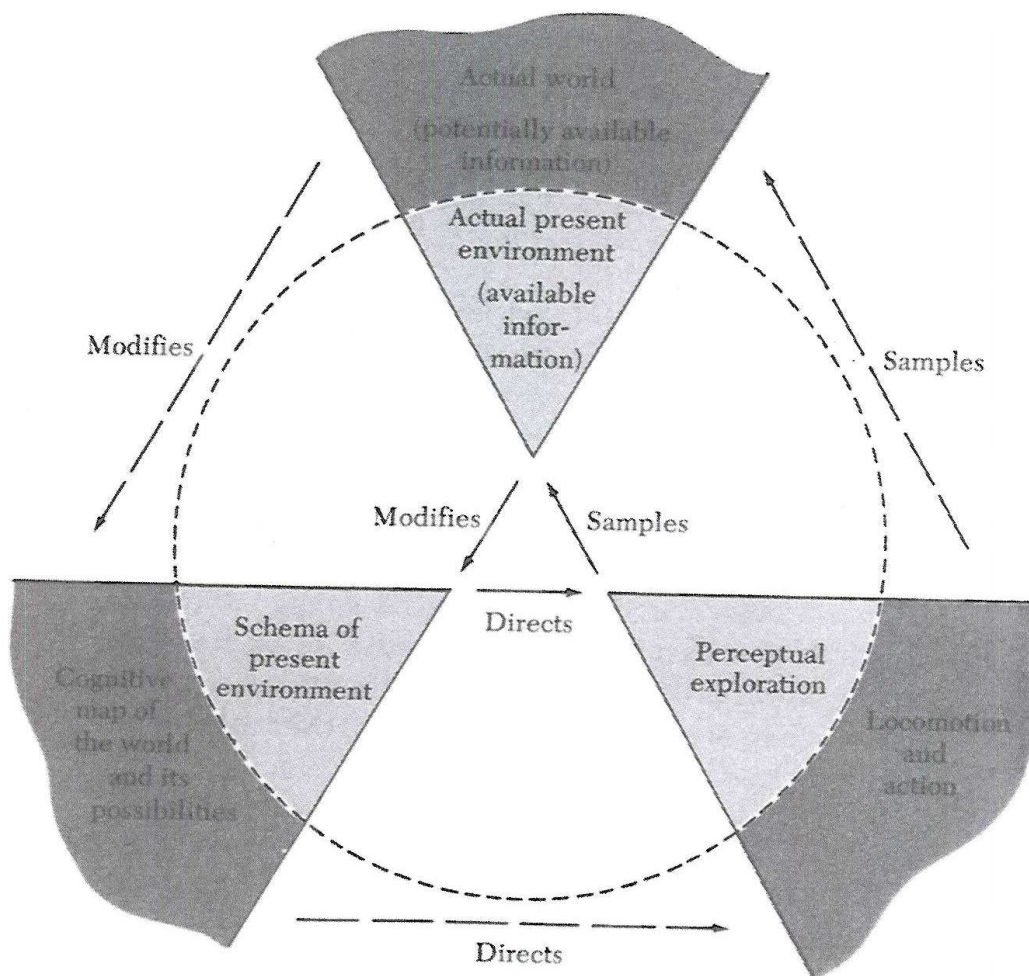 Actual world
(potentially available
information)
Actual present
environment
(available
infor-
mation)
Modifies
Samples
Modifies
Samples
Directs
Schema of
present
environment
Perceptual
exploration
Cognitive
map of
the world
and its
possibilities
Locomotion
and
action
Directs